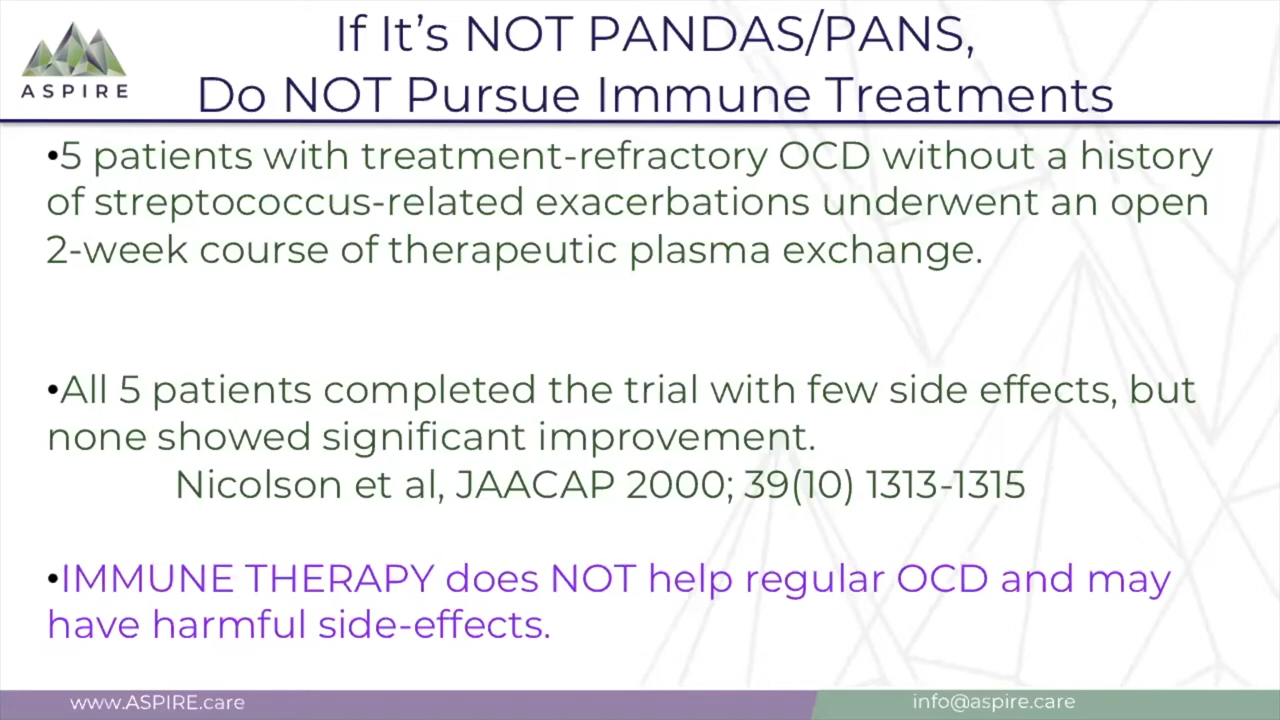 If It's NOT PANDAS/PANS,
Do NOT Pursue Immune Treatments
ASPIRE
•5 patients with treatment-refractory OCD without a history
of streptococcus-related exacerbations underwent an open
2-week course of therapeutic plasma exchange.
•All 5 patients completed the trial with few side effects, but
none showed significant improvement.
Nicolson et al, JAACAP 2000; 39(10) 1313-1315
•IMMUNE THERAPY does NOT help regular OCD and may
have harmful side-effects.
www.ASPIRE.care
info@aspire.care